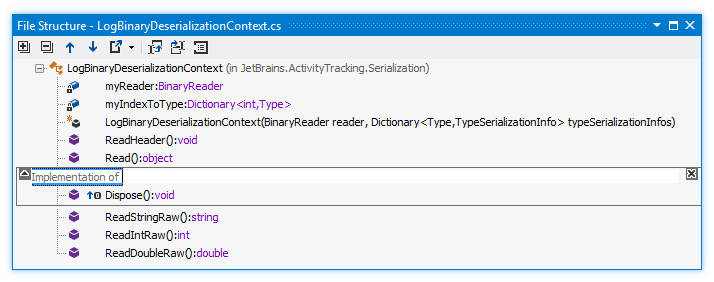 File Structure - LogBinaryDeserializationContext.cs
LogBinaryDeserializationContext (in JetBrains.ActivityTracking.Serialization)
myReader:BinaryReader
myIndexToType:Dictionary<int,Type>
LogBinaryDeserializationContext(BinaryReader reader, Dictionary<Type,TypeSerializationInfo> typeSerializationInfos)
ReadHeader():void
Read():object
Implementation of
Dispose():void
ReadStringRaw():string
ReadIntRaw():int
ReadDoubleRaw():double